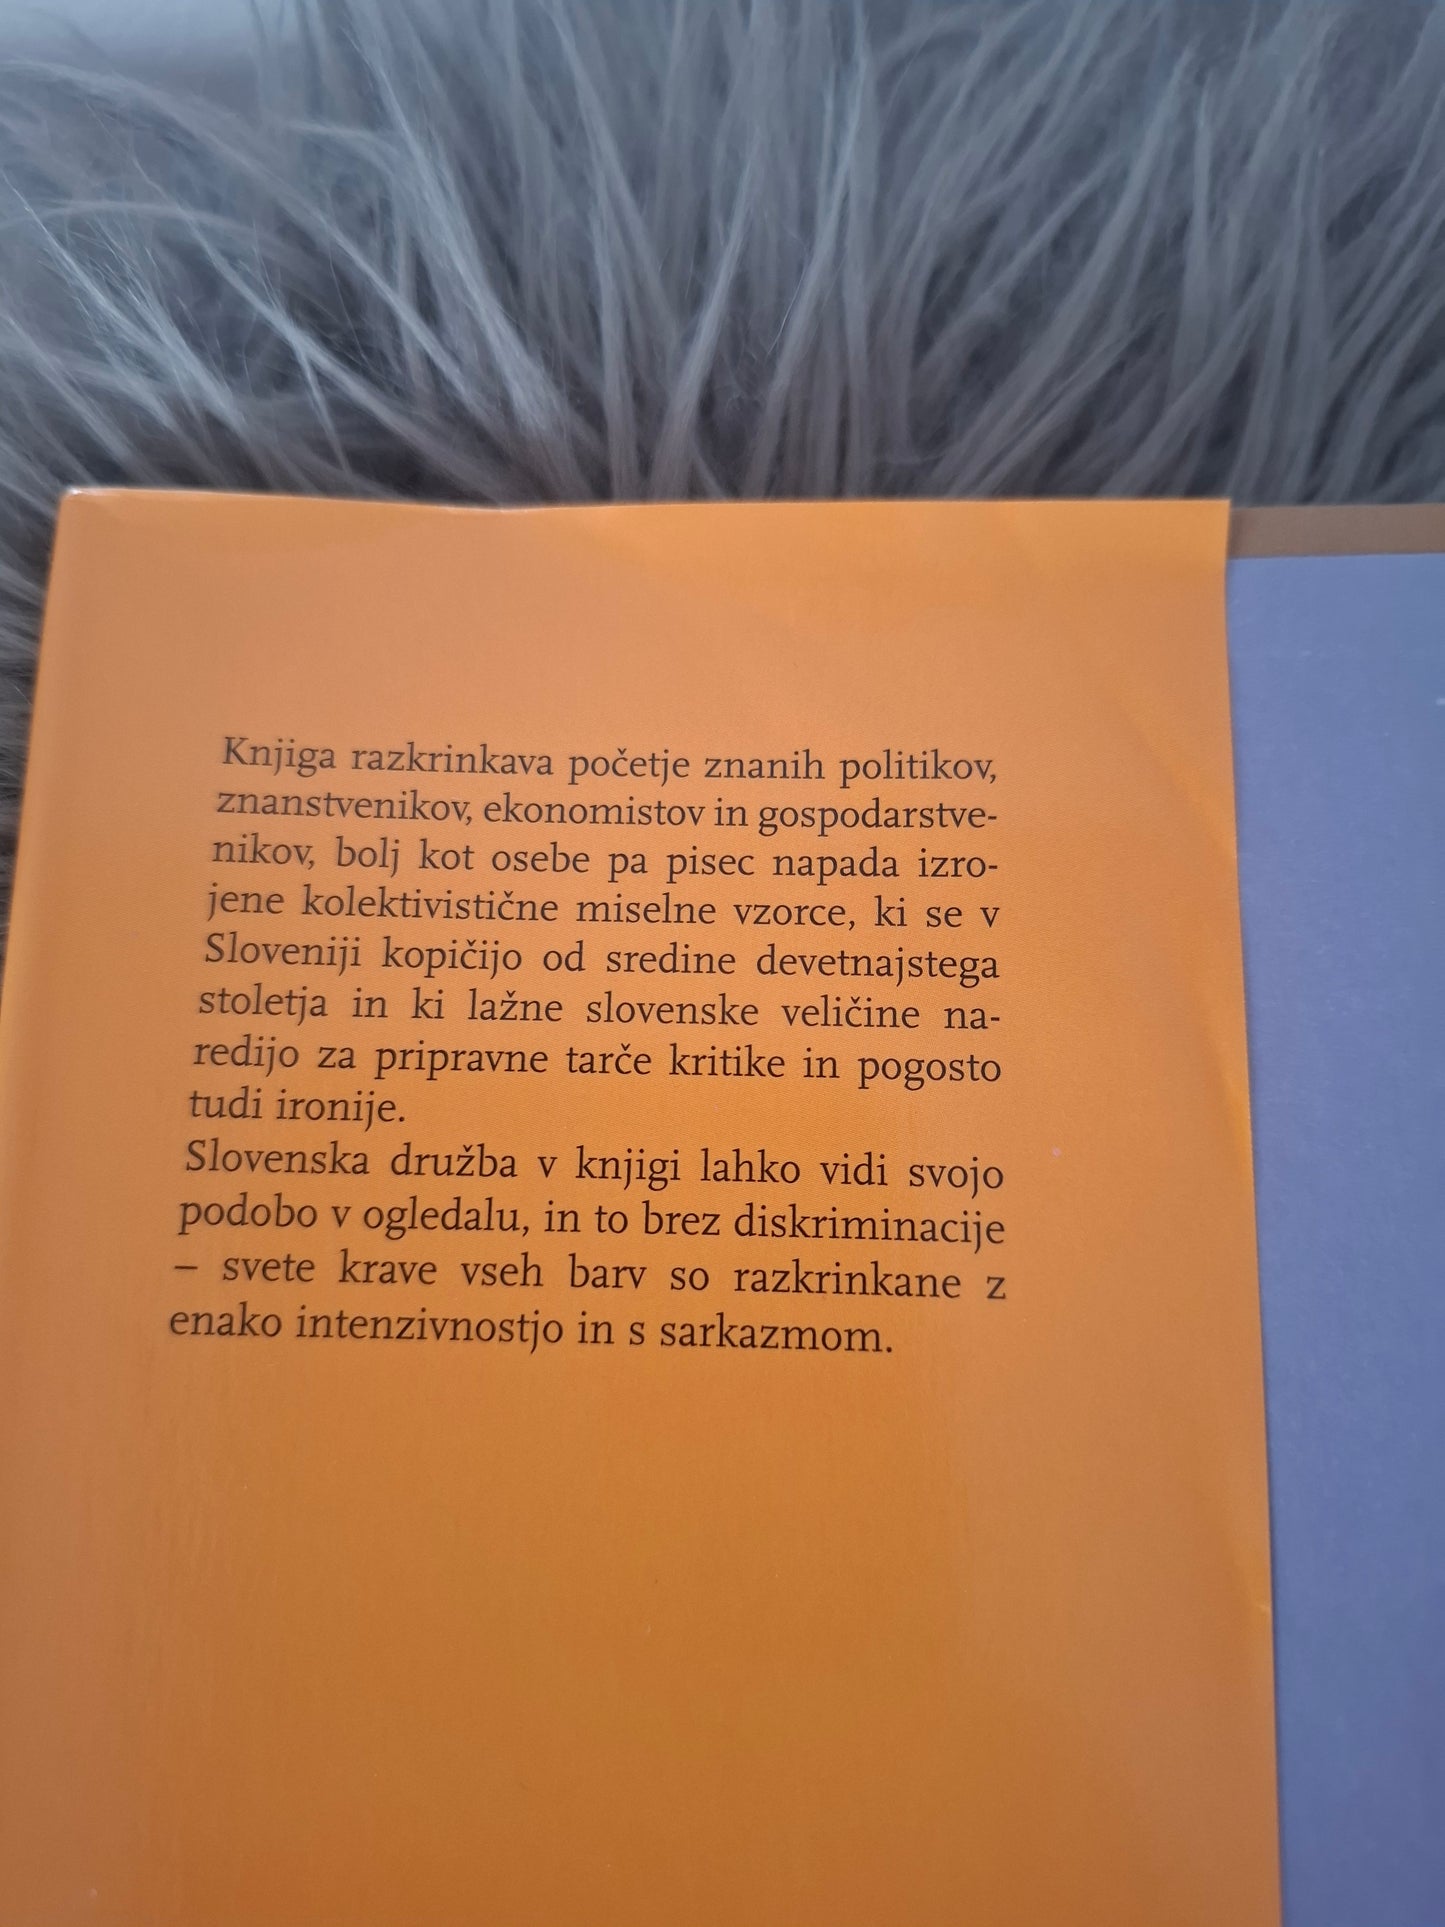 Knjiga razkrinkava početje znanih politikov,
znanstvenikov, ekonomistov in gospodarstve-
nikov, bolj kot osebe pa pisec napada izro-
jene kolektivistične miselne vzorce, ki se v
Sloveniji kopičijo od sredine devetnajstega
stoletja in ki lažne slovenske veličine na-
redijo za pripravne tarče kritike in pogosto
tudi ironije.
Slovenska družba v knjigi lahko vidi svojo
podobo v ogledalu, in to brez diskriminacije
– svete krave vseh barv so razkrinkane z
enako intenzivnostjo in s sarkazmom.